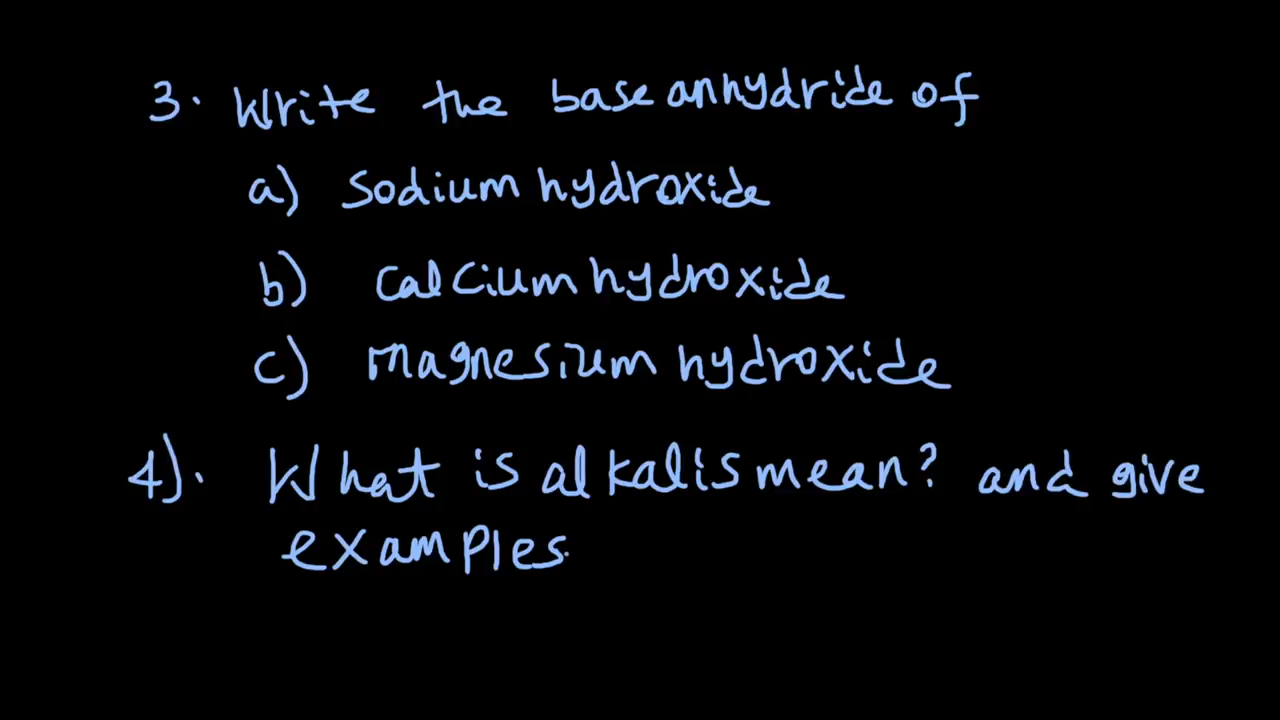 3. Write the base anhydride of
a) sodium hydroxide
b) calcium hydroxide
c) magnesium hydroxide
4). What is alkalis mean? and give
examples.